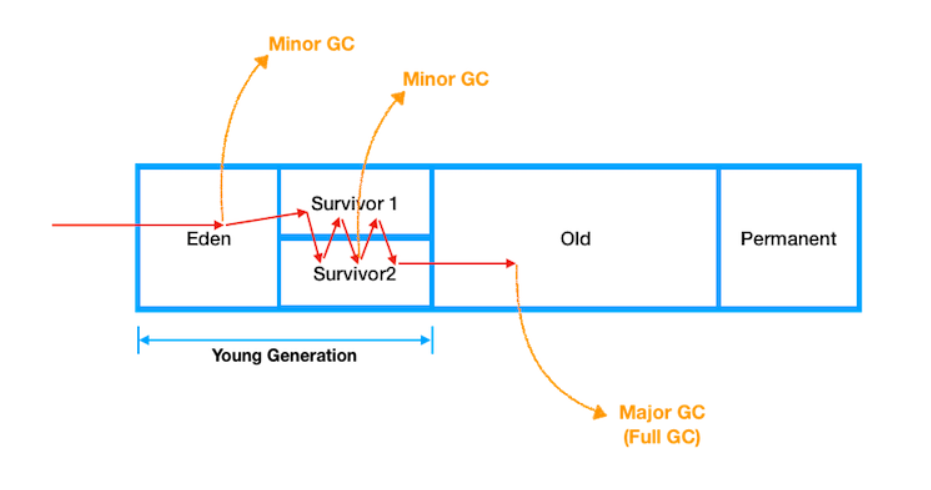 Minor GC
Minor GC
Survivor 1
Eden
Old
Permanent
Survivor2
Young Generation
Major GC
(Full GC)